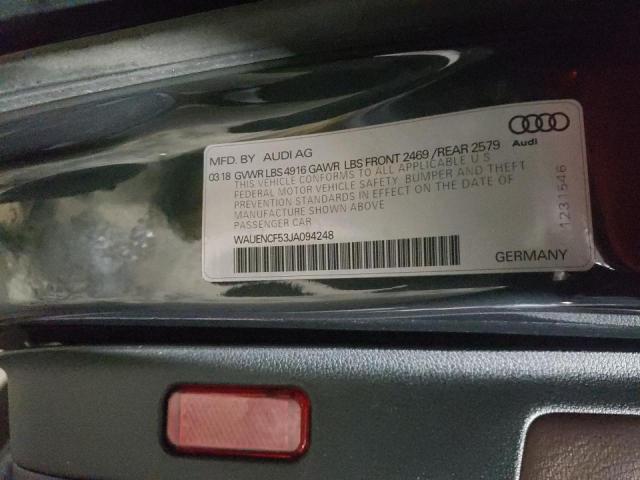 MFD. BY AUDI AG
Audi
03.18 GVWR LBS 4916 GAWR LBS FRONT 2469 /REAR 2579
THIS VEHICLE CONFORMS TO ALL APPLICABLE U S
FEDERAL MOTOR VEHICLE SAFETY, BUMPER AND THEFT
PREVENTION STANDARDS IN EFFECT ON THE DATE OF
MANUFACTURE SHOWN ABOVE
PASSENGER CAR
WAUENCF53JA094248
1231546
GERMANY